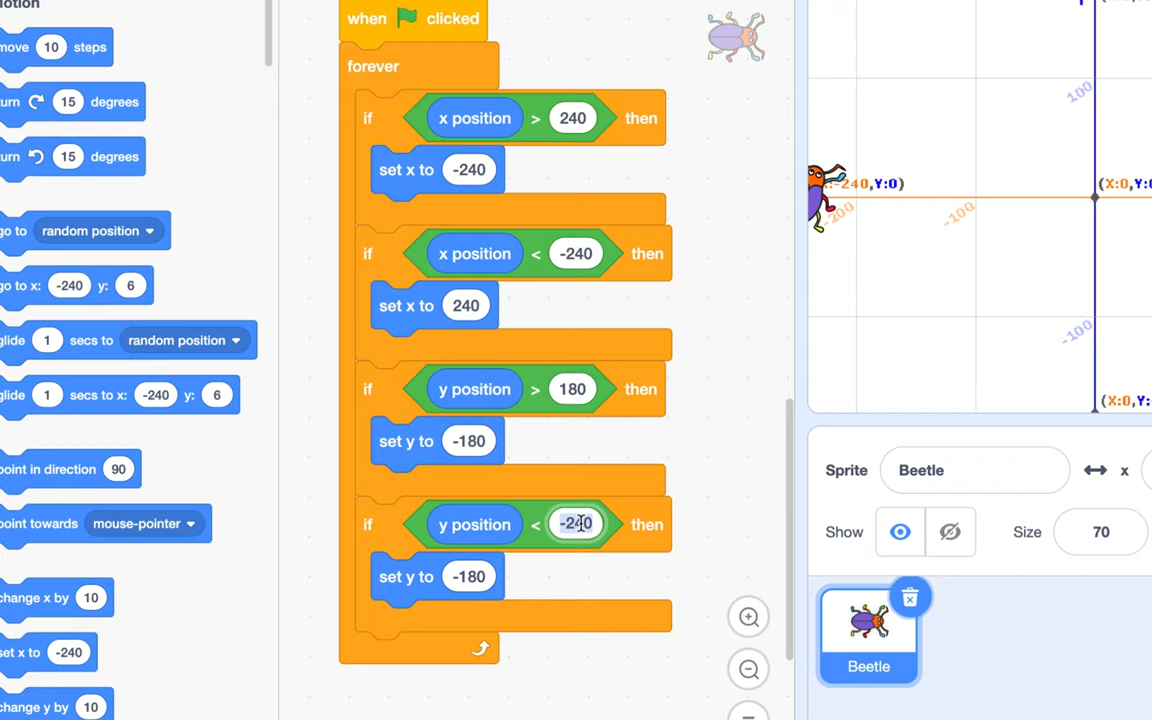 Motion
when clicked
move 10 steps
forever
turn 15 degrees
if x position > 240 then
turn 15 degrees
set x to -240
go to random position
if x position < -240 then
go to x: -240 y: 6
set x to 240
glide 1 secs to random position
if y position > 180 then
glide 1 secs to x: -240 y: 6
set y to -180
point in direction 90
if y position < -240 then
point towards mouse-pointer
set y to -180
change x by 10
set x to -240
change y by 10
100
:-240,Y:0)
(X:0,Y:0
-200
-100
-100
(X:0,Y:
Sprite Beetle x
Show Size 70
Beetle